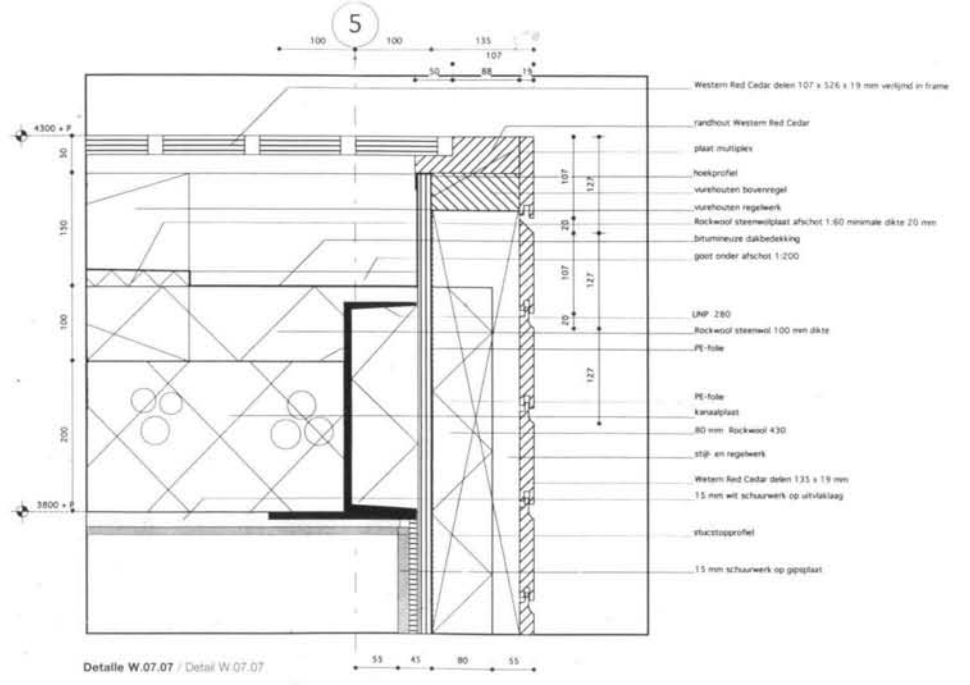 5
100 100 135
107
50 88 19
Western Red Cedar delen 107 x 526 x 19 mm verlijmd in frame
randhout Western Red Cedar
4300 + P
plaat multiplex
50
107
127
hoekprofiel
vurehouten bovenregel
vurehouten regelwerk
150
20
Rockwool steenwolplaat afschot 1:60 minimale dikte 20 mm
bitumineuze dakbedekking
goot onder afschot 1:200
107
127
100
20
UNP 280
Rockwool steenwol 100 mm dikte
PE-folie
127
PE-folie
kanaalplaat
200
80 mm Rockwool 430
stijl- en regelwerk
Wetern Red Cedar delen 135 x 19 mm
15 mm wit schuurwerk op uitvlaklaag
3800 + P
stucstopprofiel
15 mm schuurwerk op gipsplaat
Detalle W.07.07 / Detail W.07.07
55 45 80 55